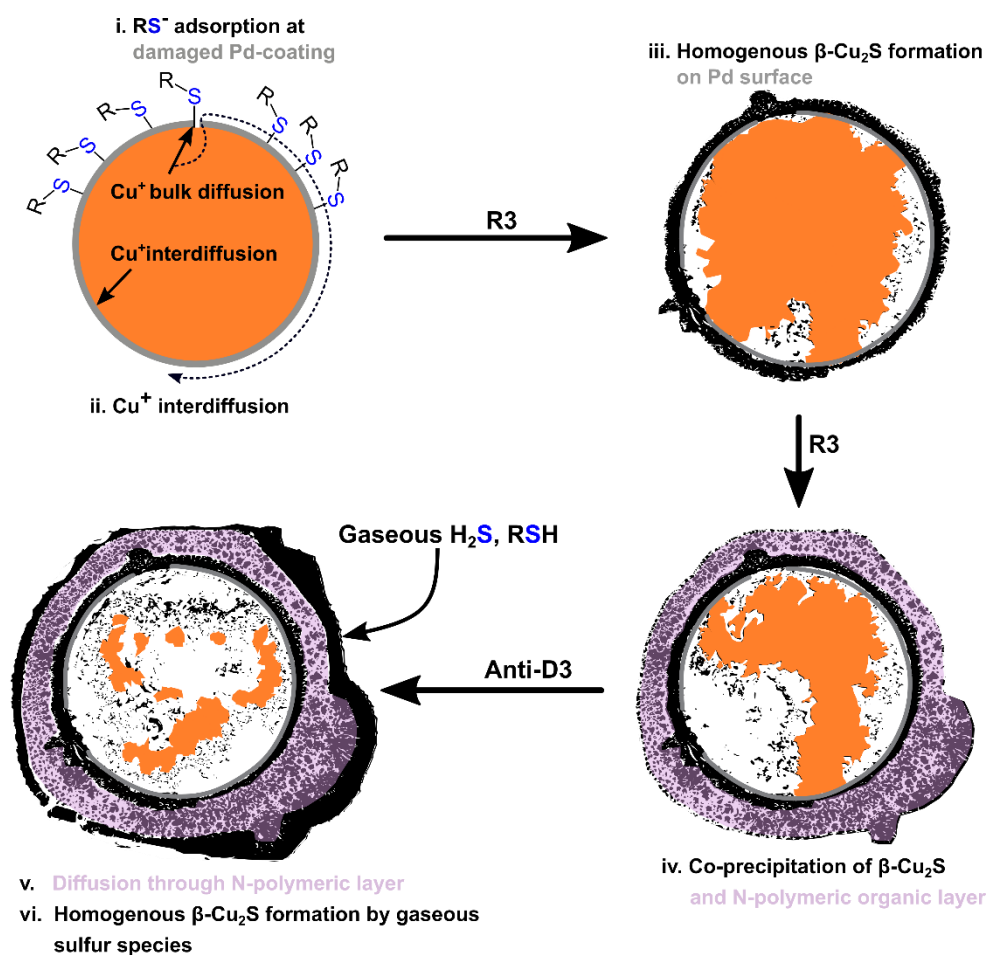 i. RS⁻ adsorption at
damaged Pd-coating
R
S
R
S
R
S
R
S
R
S
R
S
R
S
Cu⁺ bulk diffusion
Cu⁺interdiffusion
ii. Cu⁺ interdiffusion
R3
iii. Homogenous β-Cu₂S formation
on Pd surface
R3
iv. Co-precipitation of β-Cu₂S
and N-polymeric organic layer
Anti-D3
Gaseous H₂S, RSH
v. Diffusion through N-polymeric layer
vi. Homogenous β-Cu₂S formation by gaseous
sulfur species